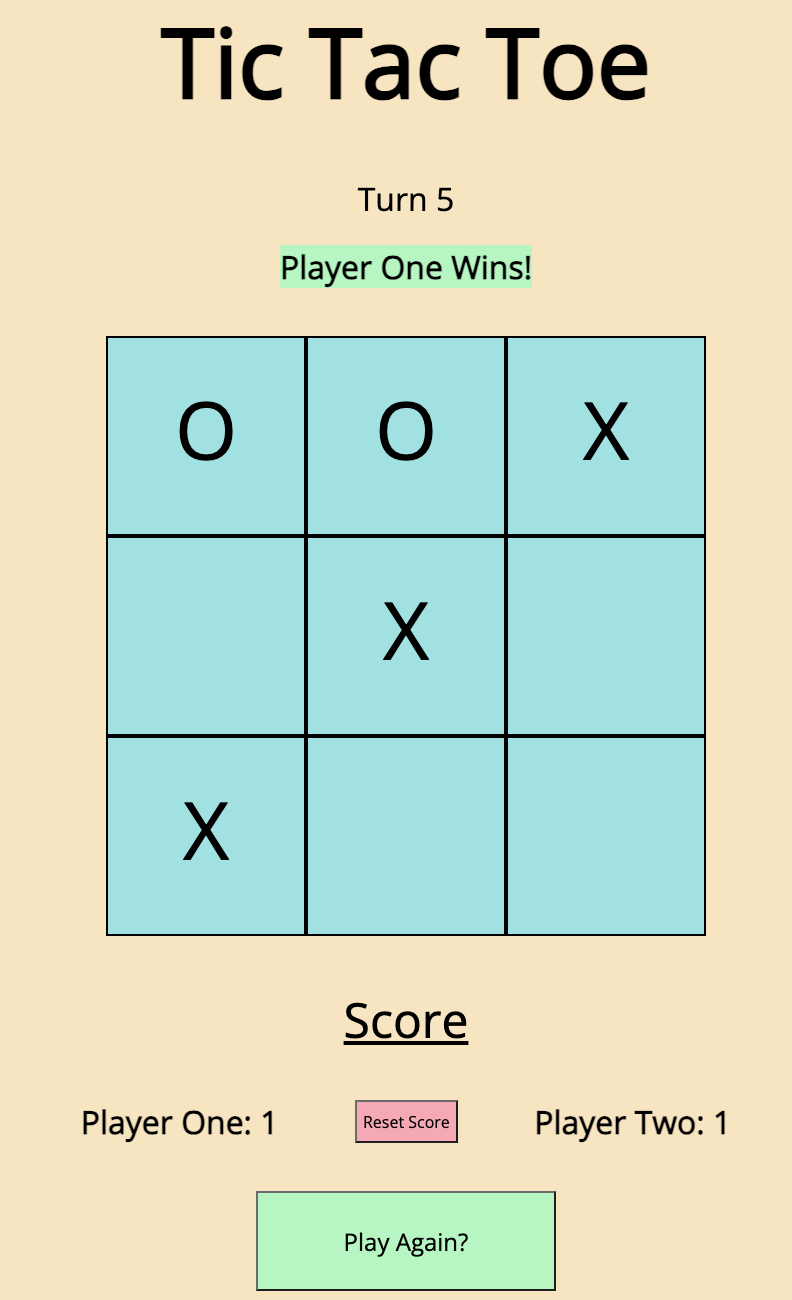 Tic Tac Toe
Turn 5
Player One Wins!
O O X
X
X
Score
Player One: 1 Reset Score Player Two: 1
Play Again?